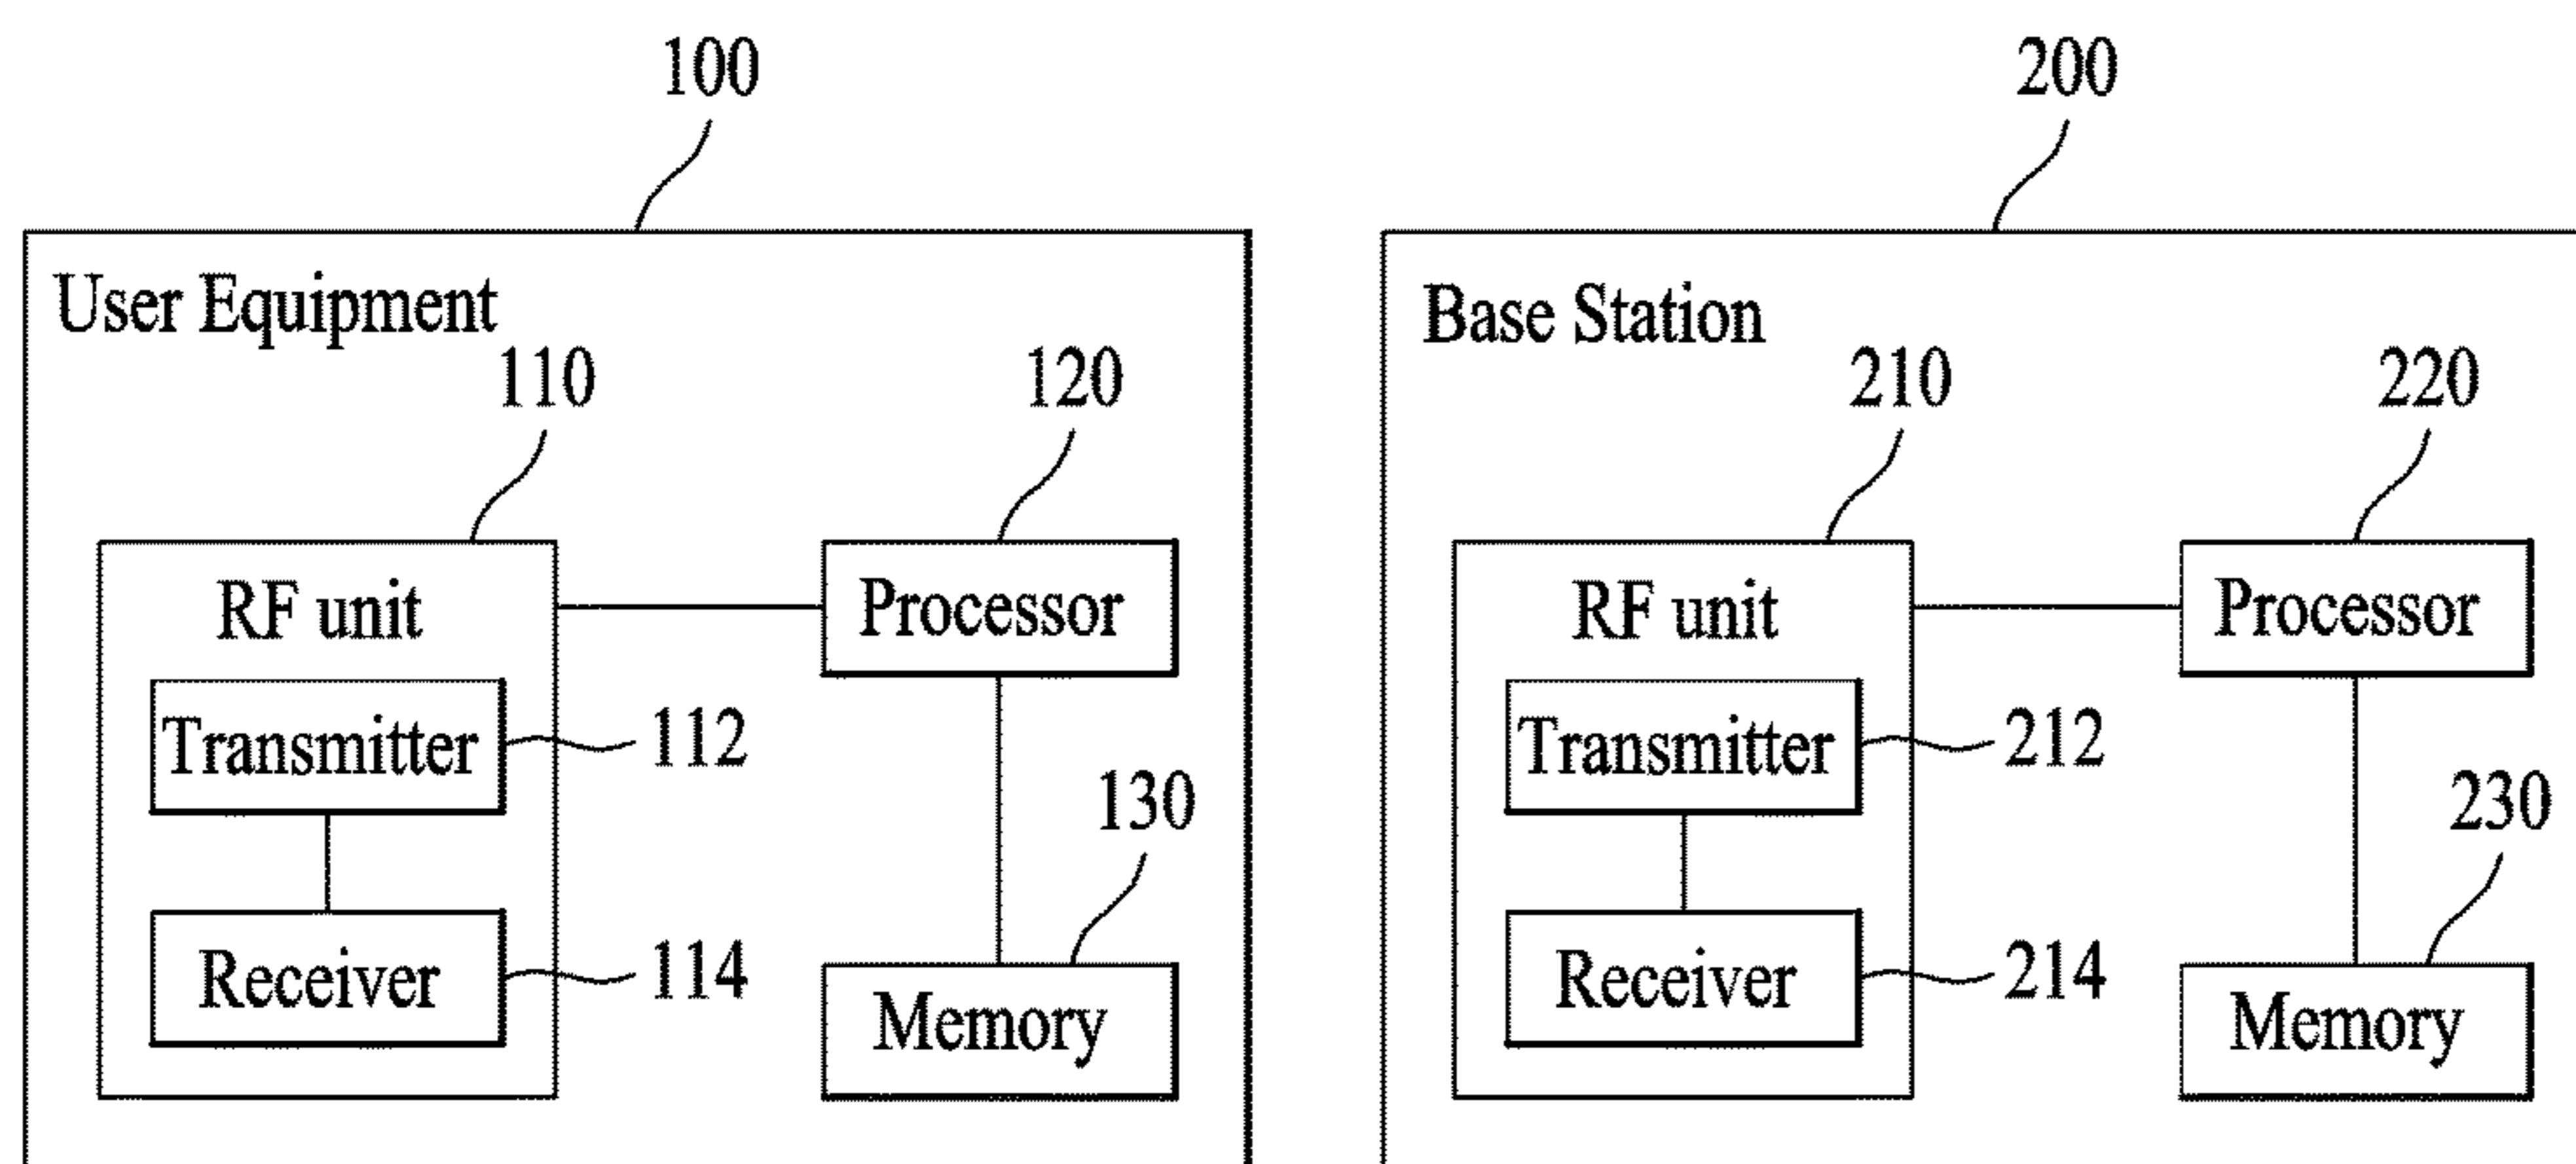 100
User Equipment
110
120
RF unit
Processor
Transmitter
112
130
Receiver
114
Memory
200
Base Station
210
220
RF unit
Processor
Transmitter
212
230
Receiver
214
Memory